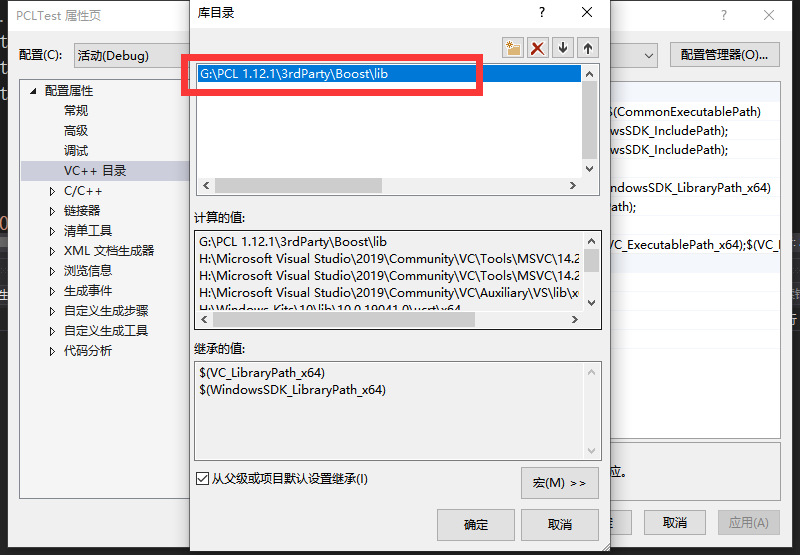 PCLTest 属性页
库目录
配置(C):
活动(Debug)
配置管理器(O)...
G:\PCL 1.12.1\3rdParty\Boost\lib
配置属性
常规
高级
调试
VC++ 目录
C/C++
链接器
清单工具
XML 文档生成器
浏览信息
生成事件
自定义生成步骤
自定义生成工具
代码分析
$(CommonExecutablePath)
wsSDK_IncludePath);
wsSDK_IncludePath);
ndowsSDK_LibraryPath_x64)
Path);
VC_ExecutablePath_x64);$(VC_I
计算的值:
G:\PCL 1.12.1\3rdParty\Boost\lib
H:\Microsoft Visual Studio\2019\Community\VC\Tools\MSVC\14.2
H:\Microsoft Visual Studio\2019\Community\VC\Tools\MSVC\14.2
H:\Microsoft Visual Studio\2019\Community\VC\Auxiliary\VS\lib\x
H:\Windows Kits\10\lib\10.0.19041.0\ucrt\x64
继承的值:
$(VC_LibraryPath_x64)
$(WindowsSDK_LibraryPath_x64)
应。
从父级或项目默认设置继承(I)
宏(M) >>
确定
取消
取消
应用(A)